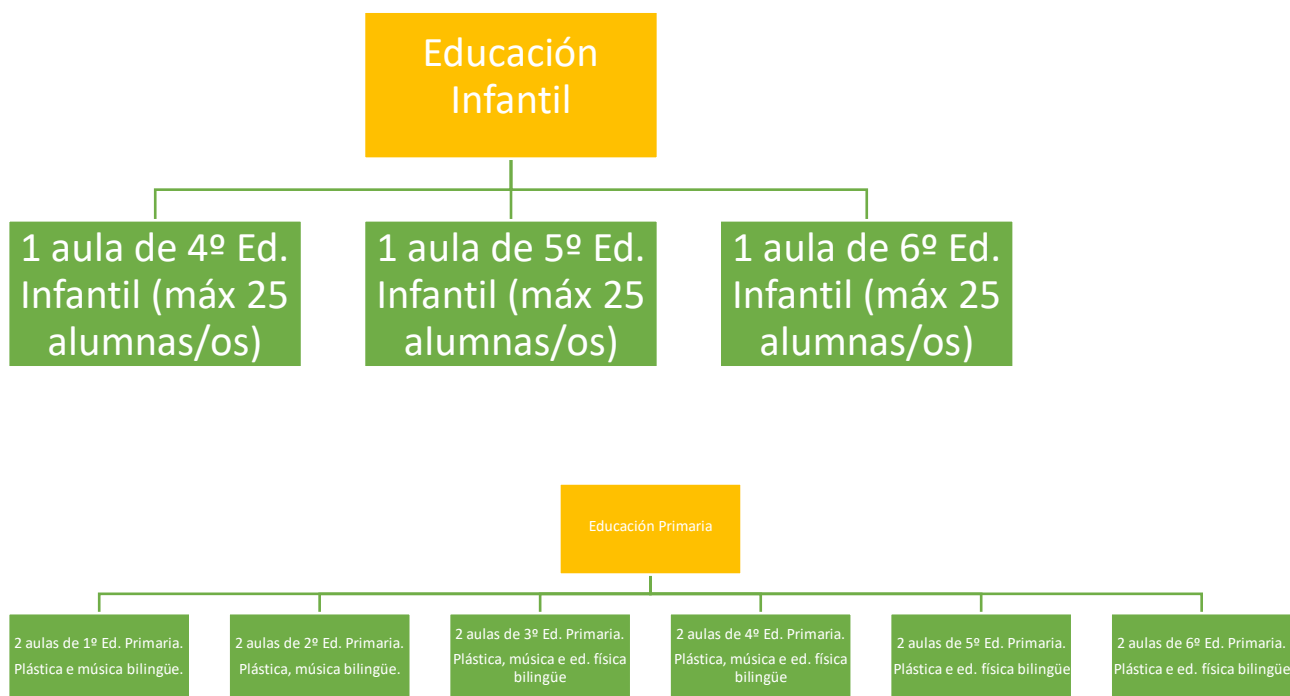 Educación
Infantil
1 aula de 4º Ed.
Infantil (máx 25
alumnas/os)
1 aula de 5º Ed.
Infantil (máx 25
alumnas/os)
1 aula de 6º Ed.
Infantil (máx 25
alumnas/os)
Educación Primaria
2 aulas de 1º Ed. Primaria.
Plástica e música bilingüe.
2 aulas de 2º Ed. Primaria.
Plástica, música bilingüe.
2 aulas de 3º Ed. Primaria.
Plástica, música e ed. física
bilingüe
2 aulas de 4º Ed. Primaria.
Plástica, música e ed. física
bilingüe
2 aulas de 5º Ed. Primaria.
Plástica e ed. física bilingüe
2 aulas de 6º Ed. Primaria.
Plástica e ed. física bilingüe